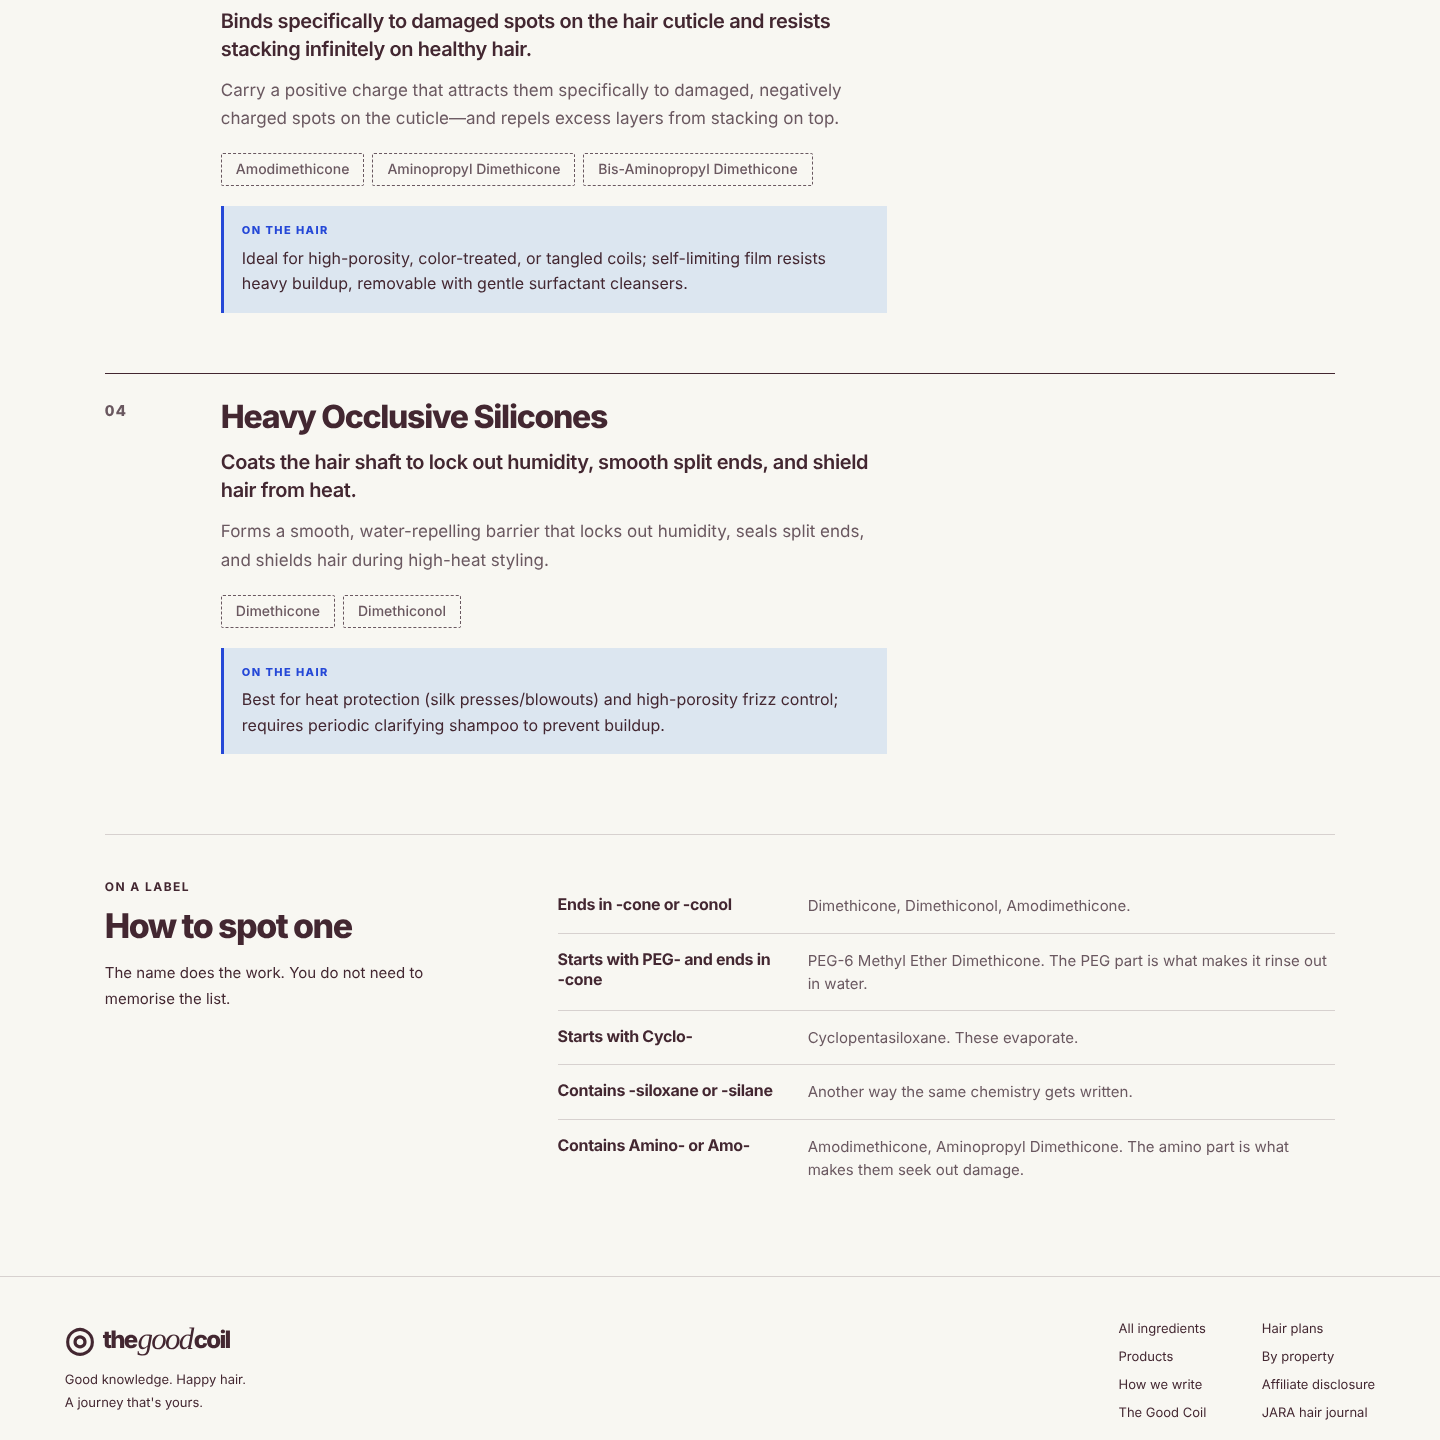 Binds specifically to damaged spots on the hair cuticle and resists
stacking infinitely on healthy hair.
Carry a positive charge that attracts them specifically to damaged, negatively
charged spots on the cuticle—and repels excess layers from stacking on top.
Amodimethicone
Aminopropyl Dimethicone
Bis-Aminopropyl Dimethicone
ON THE HAIR
Ideal for high-porosity, color-treated, or tangled coils; self-limiting film resists
heavy buildup, removable with gentle surfactant cleansers.
04
Heavy Occlusive Silicones
Coats the hair shaft to lock out humidity, smooth split ends, and shield
hair from heat.
Forms a smooth, water-repelling barrier that locks out humidity, seals split ends,
and shields hair during high-heat styling.
Dimethicone
Dimethiconol
ON THE HAIR
Best for heat protection (silk presses/blowouts) and high-porosity frizz control;
requires periodic clarifying shampoo to prevent buildup.
ON A LABEL
How to spot one
The name does the work. You do not need to
memorise the list.
Ends in -cone or -conol
Dimethicone, Dimethiconol, Amodimethicone.
Starts with PEG- and ends in
-cone
PEG-6 Methyl Ether Dimethicone. The PEG part is what makes it rinse out
in water.
Starts with Cyclo-
Cyclopentasiloxane. These evaporate.
Contains -siloxane or -silane
Another way the same chemistry gets written.
Contains Amino- or Amo-
Amodimethicone, Aminopropyl Dimethicone. The amino part is what
makes them seek out damage.
thegoodcoil
Good knowledge. Happy hair.
A journey that's yours.
All ingredients
Products
How we write
The Good Coil
Hair plans
By property
Affiliate disclosure
JARA hair journal